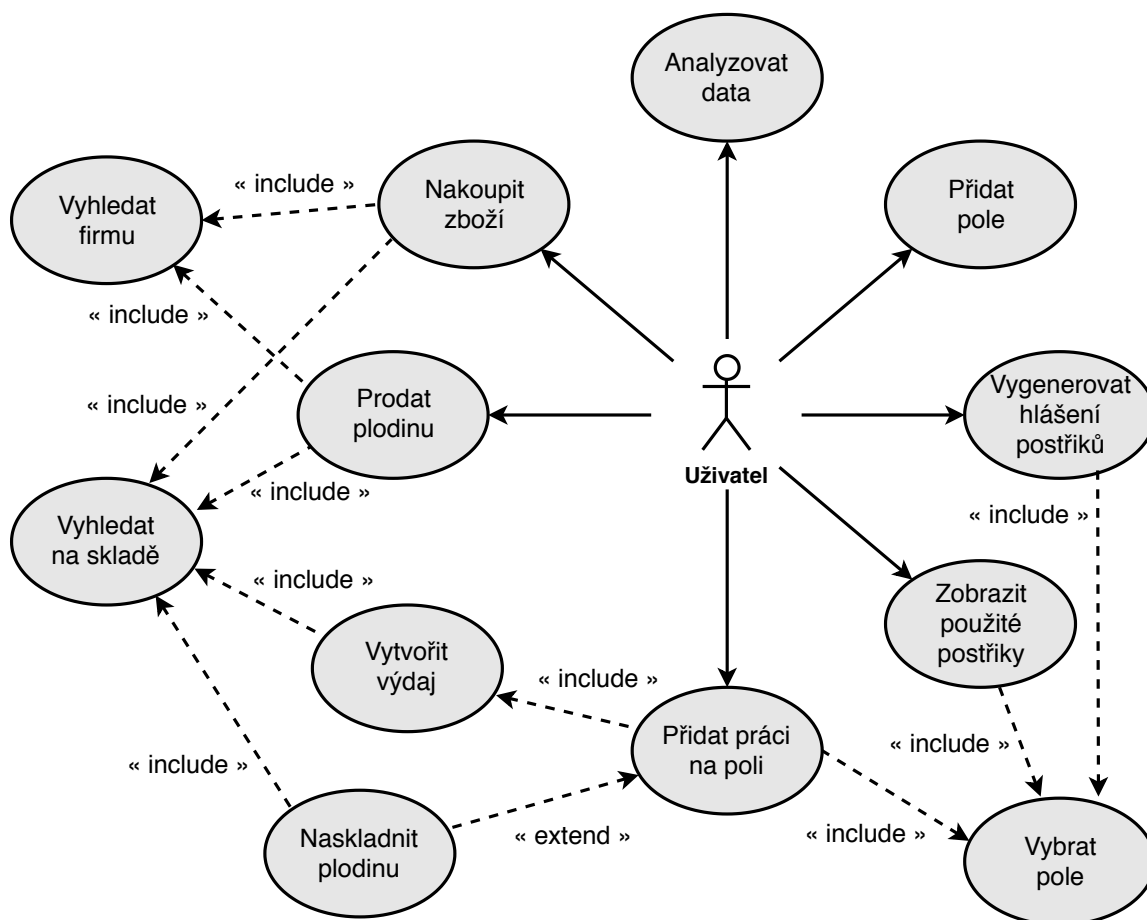 Analyzovat
data
« include »
Nakoupit
zboží
Přidat
pole
Vyhledat
firmu
« include »
Prodat
plodinu
Vygenerovat
hlášení
postřiků
« include »
Uživatel
« include »
« include »
Vyhledat
na skladě
« include »
Zobrazit
použité
postřiky
Vytvořit
výdaj
« include »
Přidat práci
na poli
« include »
« include »
« extend »
« include »
Naskladnit
plodinu
Vybrat
pole